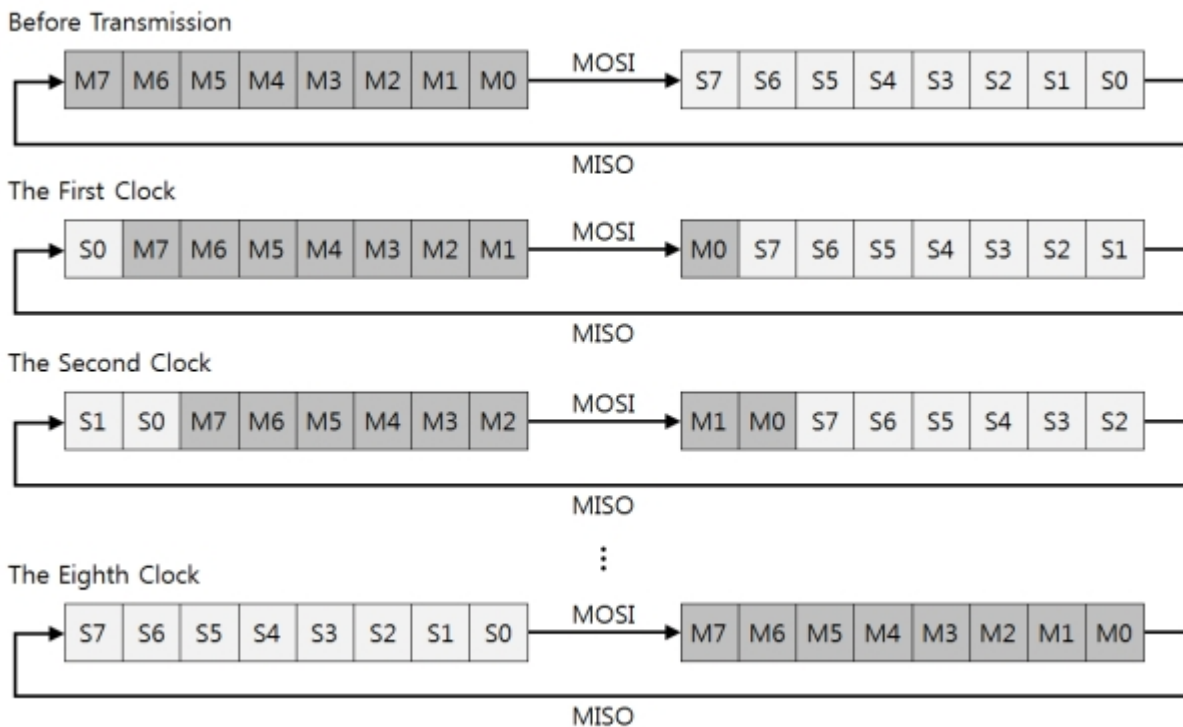 Before Transmission
M7 M6 M5 M4 M3 M2 M1 M0 MOSI S7 S6 S5 S4 S3 S2 S1 S0
MISO
The First Clock
S0 M7 M6 M5 M4 M3 M2 M1 MOSI M0 S7 S6 S5 S4 S3 S2 S1
MISO
The Second Clock
S1 S0 M7 M6 M5 M4 M3 M2 MOSI M1 M0 S7 S6 S5 S4 S3 S2
MISO
⋮
The Eighth Clock
S7 S6 S5 S4 S3 S2 S1 S0 MOSI M7 M6 M5 M4 M3 M2 M1 M0
MISO